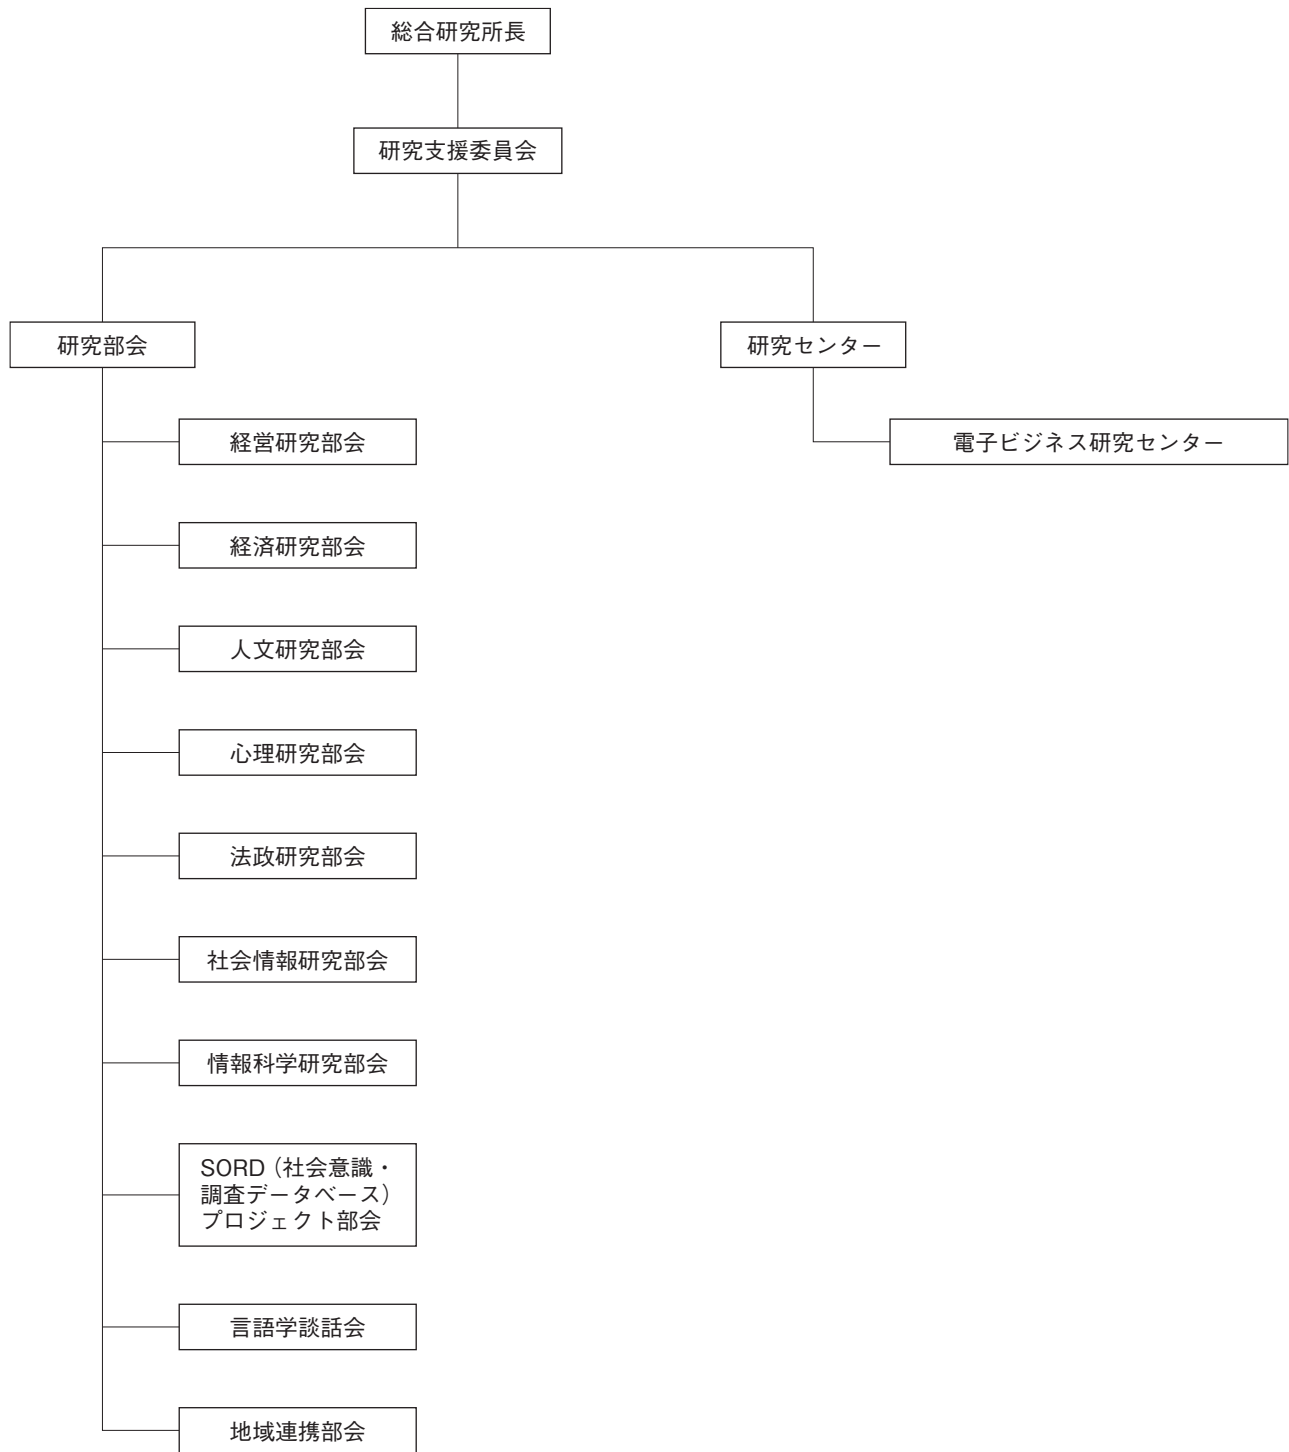 総合研究所長
研究支援委員会
研究部会
研究センター
経営研究部会
電子ビジネス研究センター
経済研究部会
人文研究部会
心理研究部会
法政研究部会
社会情報研究部会
情報科学研究部会
SORD（社会意識・
調査データベース）
プロジェクト部会
言語学談話会
地域連携部会